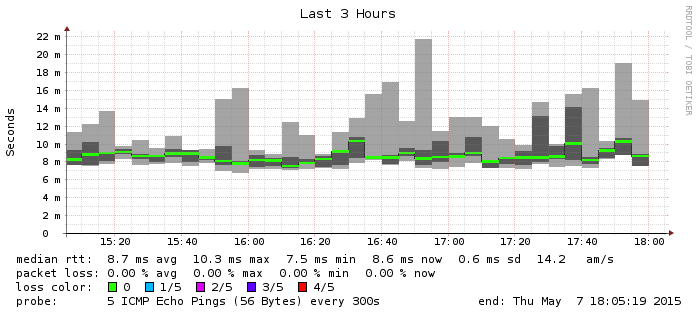 Last 3 Hours
RRDTOOL / TOBI OETIKER
Seconds
22 m
20 m
18 m
16 m
14 m
12 m
10 m
8 m
6 m
4 m
2 m
0
15:20 15:40 16:00 16:20 16:40 17:00 17:20 17:40 18:00
median rtt: 8.7 ms avg 10.3 ms max 7.5 ms min 8.6 ms now 0.6 ms sd 14.2 am/s
packet loss: 0.00 % avg 0.00 % max 0.00 % min 0.00 % now
loss color: 0 1/5 2/5 3/5 4/5
probe: 5 ICMP Echo Pings (56 Bytes) every 300s end: Thu May 7 18:05:19 2015